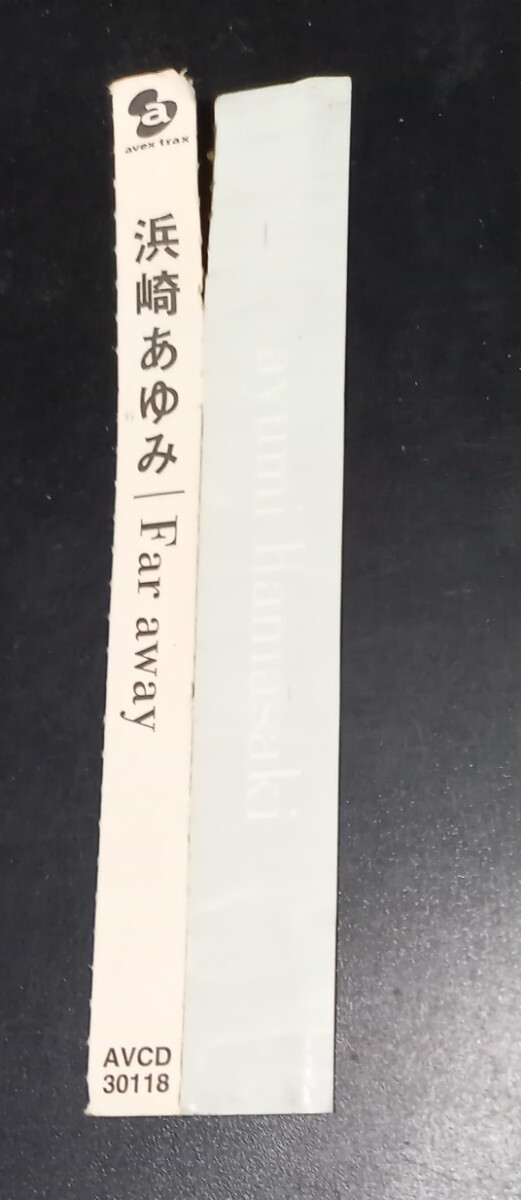 a
avex trax
浜崎あゆみ｜Far away
AVCD
30118
ayumi hamasaki